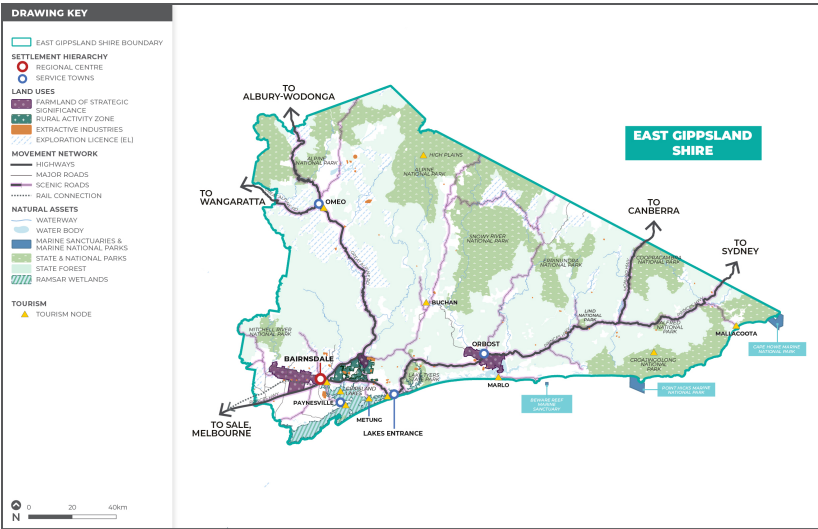 DRAWING KEY
EAST GIPPSLAND SHIRE BOUNDARY
SETTLEMENT HIERARCHY
REGIONAL CENTRE
SERVICE TOWNS
LAND USES
FARMLAND OF STRATEGIC
SIGNIFICANCE
RURAL ACTIVITY ZONE
EXTRACTIVE INDUSTRIES
EXPLORATION LICENCE (EL)
MOVEMENT NETWORK
HIGHWAYS
MAJOR ROADS
SCENIC ROADS
RAIL CONNECTION
NATURAL ASSETS
WATERWAY
WATER BODY
MARINE SANCTUARIES &
MARINE NATIONAL PARKS
STATE & NATIONAL PARKS
STATE FOREST
RAMSAR WETLANDS
TOURISM
TOURISM NODE
N
0 20 40km
EAST GIPPSLAND
SHIRE
TO
ALBURY-WODONGA
TO
WANGARATTA
TO
CANBERRA
TO
SYDNEY
TO SALE,
MELBOURNE
ALPINE
NATIONAL PARK
HIGH PLAINS
ALPINE
NATIONAL PARK
OMEO
SNOWY RIVER
NATIONAL PARK
ERRINUNDRA
NATIONAL PARK
COOPRACAMBRA
NATIONAL PARK
BUCHAN
LIND
NATIONAL
PARK
NATIONAL
PARK
MALLACOOTA
CAPE HOWE MARINE
NATIONAL PARK
MITCHELL RIVER
NATIONAL PARK
ORBOST
CROAJINGOLONG
NATIONAL
PARK
BAIRNSDALE
PAYNESVILLE
METUNG
LAKES ENTRANCE
MARLO
BEWARE REEF
MARINE
SANCTUARY
POINT HICKS MARINE
NATIONAL PARK